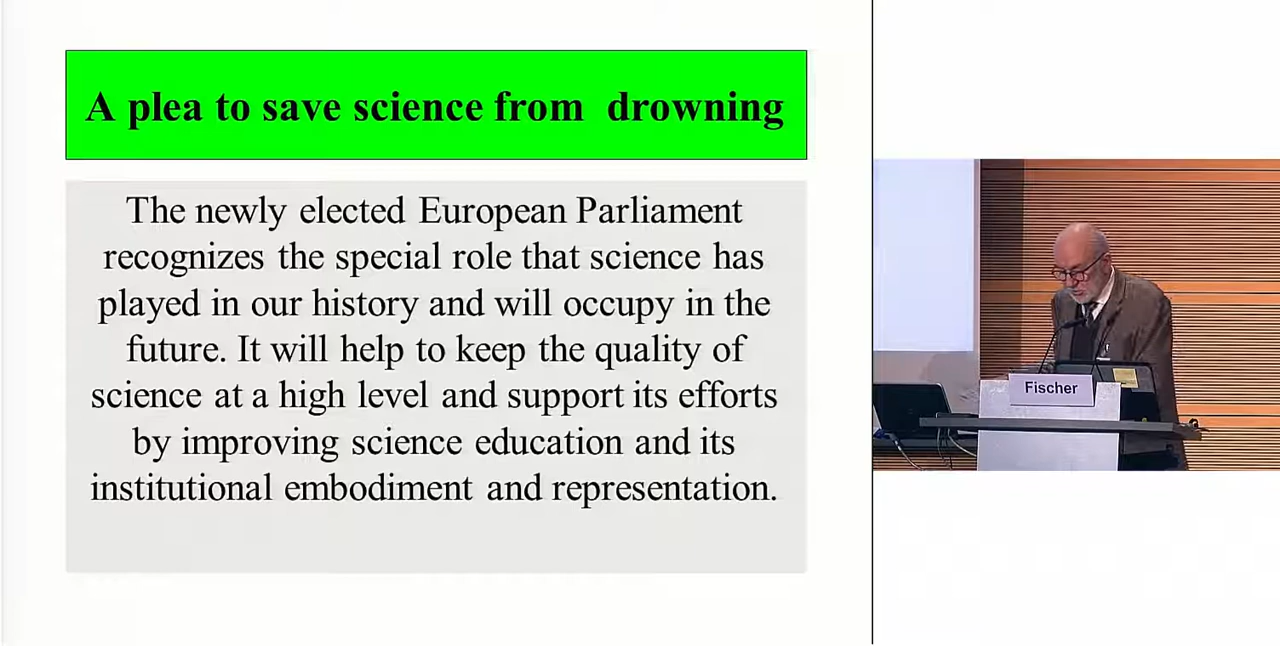 A plea to save science from drowning
The newly elected European Parliament
recognizes the special role that science has
played in our history and will occupy in the
future. It will help to keep the quality of
science at a high level and support its efforts
by improving science education and its
institutional embodiment and representation.
Fischer